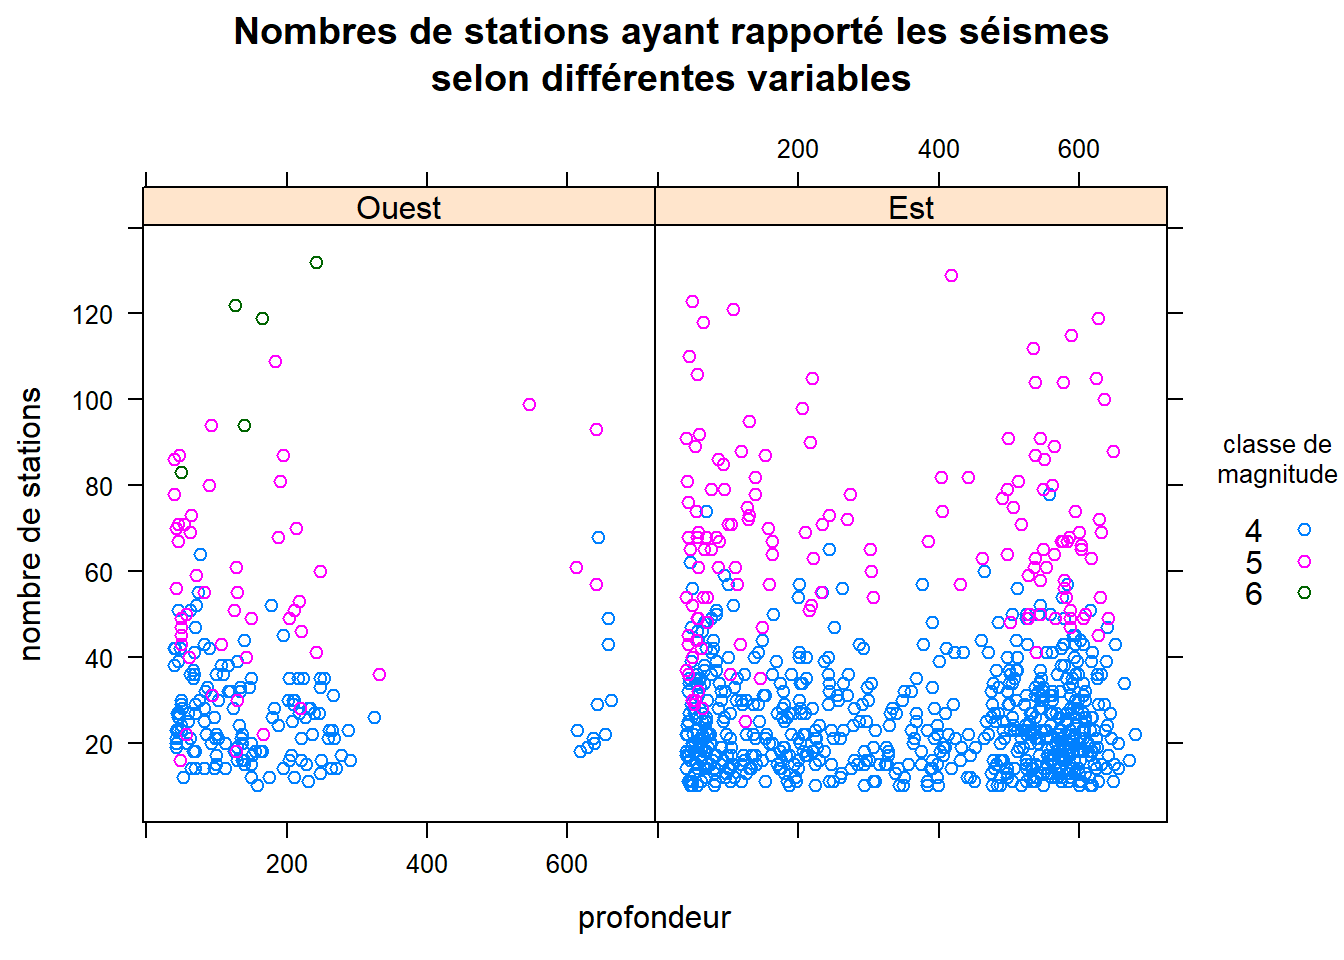 Nombres de stations ayant rapporté les séismes
selon différentes variables
200 400 600
Ouest Est
120
100
80
60
40
20
nombre de stations
classe de
magnitude
4
5
6
200 400 600
profondeur